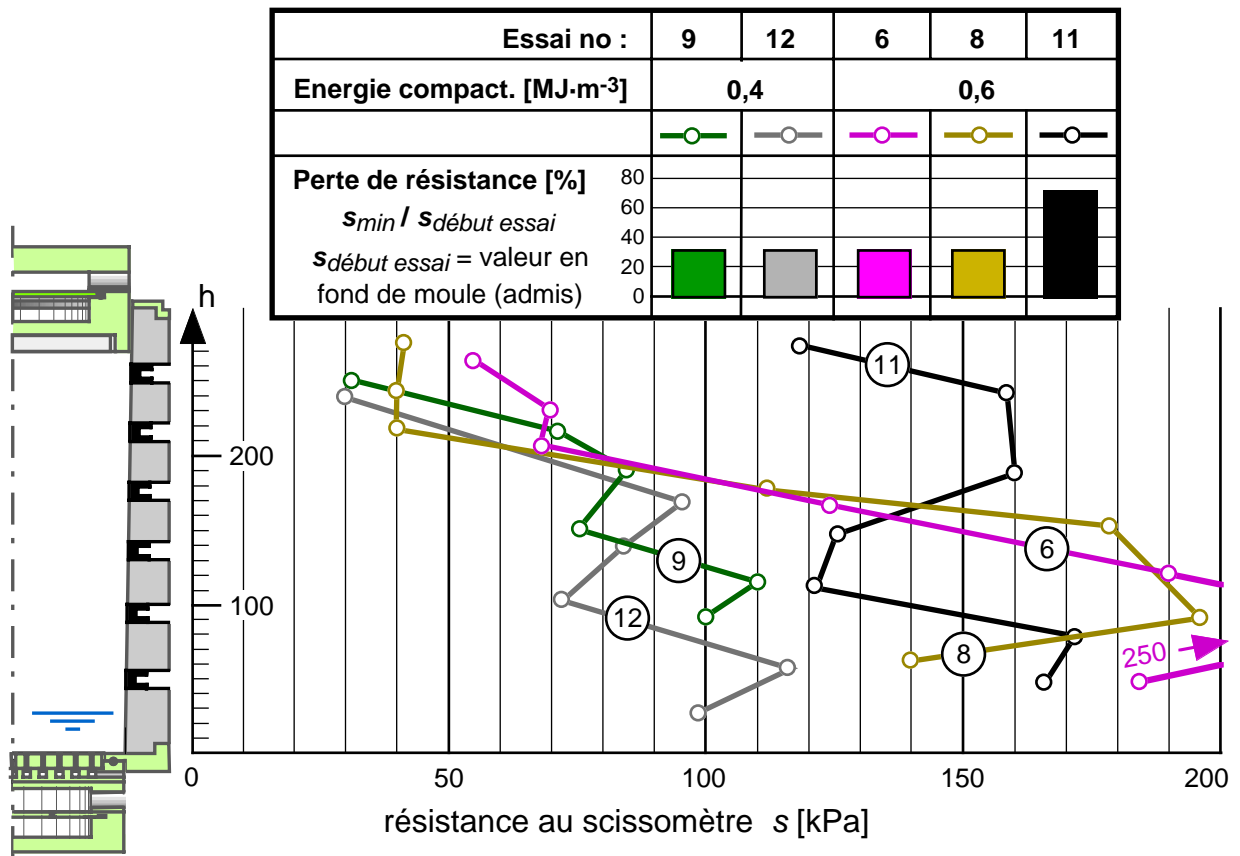 Essai no : 9 12 6 8 11
Energie compact. [MJ·m-3] 0,4 0,6
Perte de résistance [%]
smin / sdébut essai
sdébut essai = valeur en
fond de moule (admis)
80
60
40
20
0
h
200
100
11
9
6
12
8
250
0 50 100 150 200
résistance au scissomètre s [kPa]